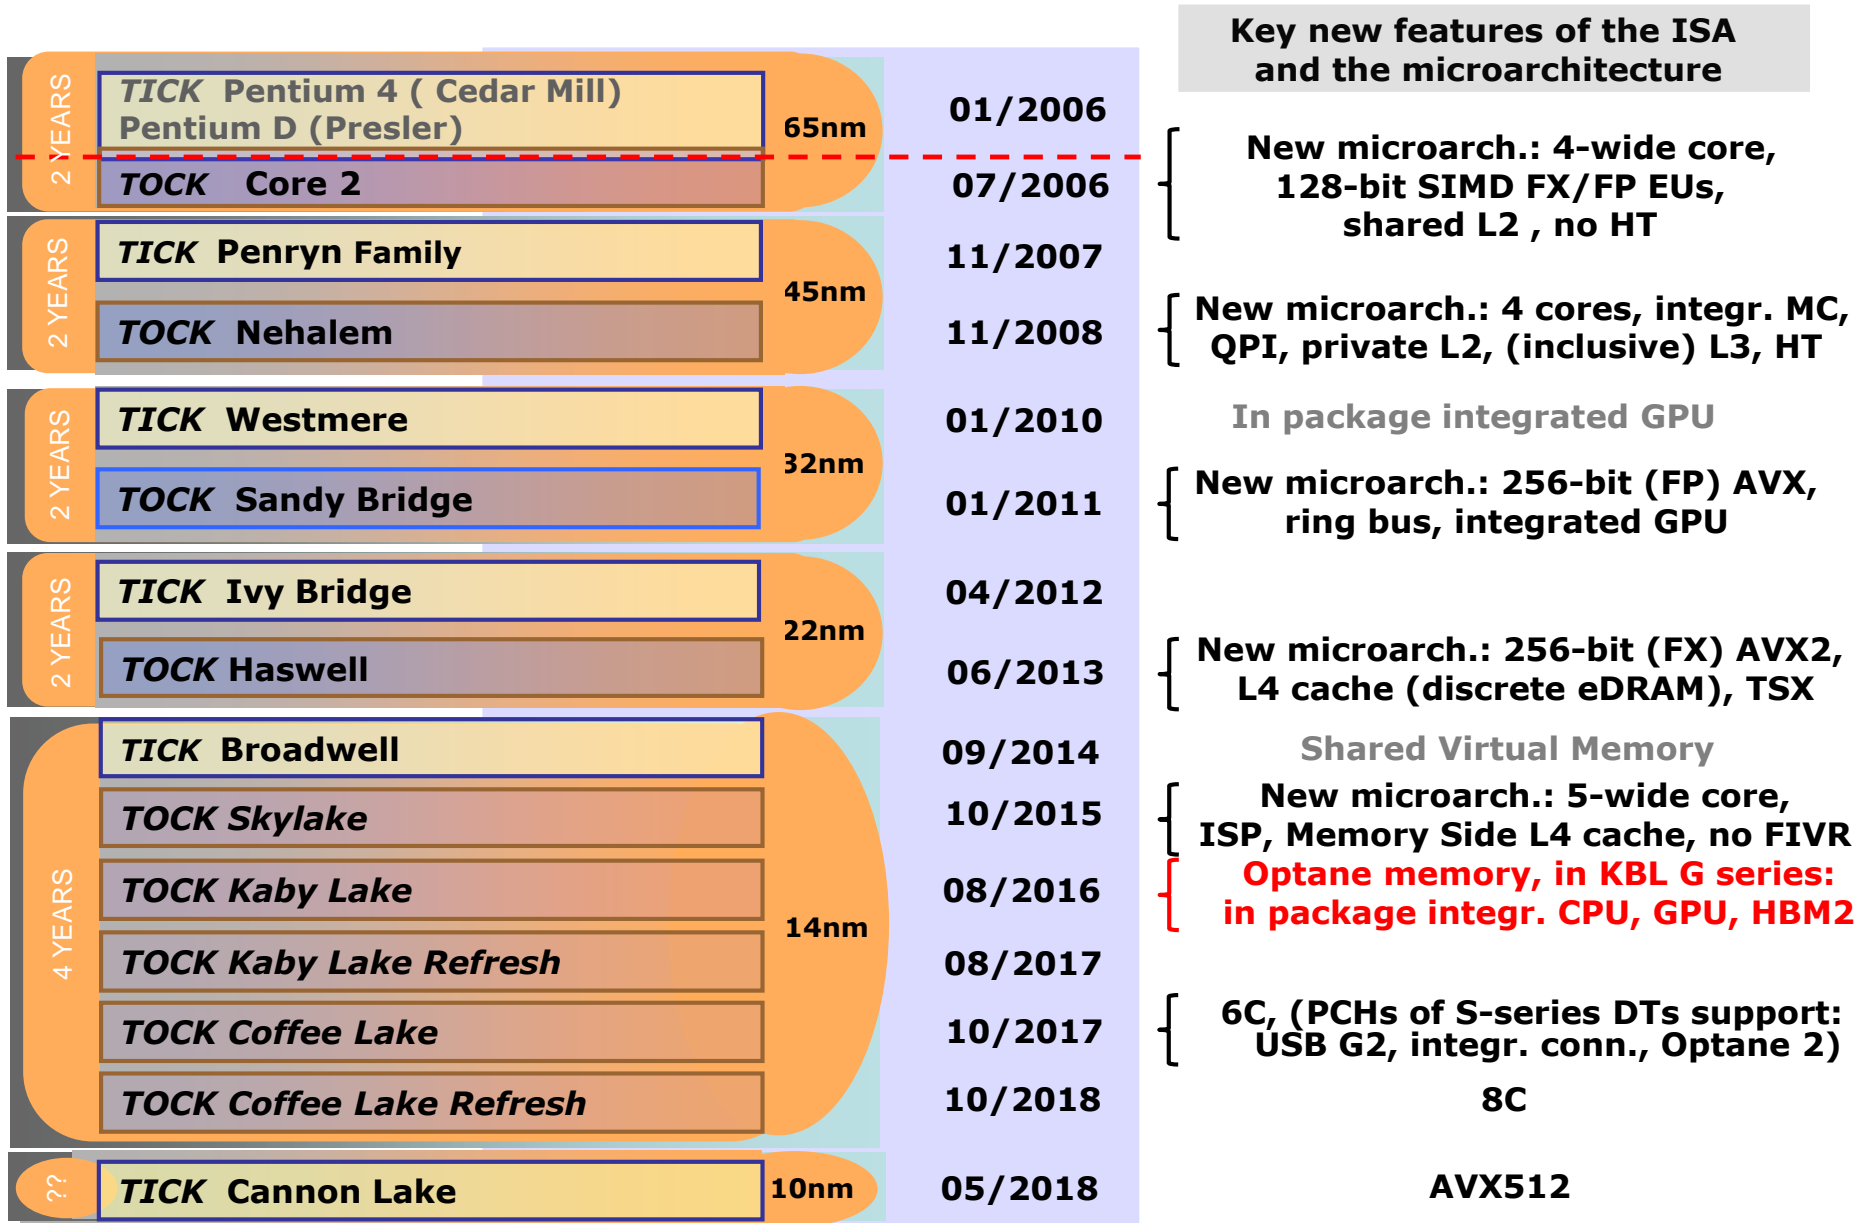 Key new features of the ISA
and the microarchitecture
2 YEARS
TICK Pentium 4 ( Cedar Mill)
Pentium D (Presler)
65nm
01/2006
TOCK Core 2
07/2006
New microarch.: 4-wide core,
128-bit SIMD FX/FP EUs,
shared L2 , no HT
2 YEARS
TICK Penryn Family
45nm
11/2007
TOCK Nehalem
11/2008
New microarch.: 4 cores, integr. MC,
QPI, private L2, (inclusive) L3, HT
2 YEARS
TICK Westmere
32nm
01/2010
In package integrated GPU
TOCK Sandy Bridge
01/2011
New microarch.: 256-bit (FP) AVX,
ring bus, integrated GPU
2 YEARS
TICK Ivy Bridge
22nm
04/2012
TOCK Haswell
06/2013
New microarch.: 256-bit (FX) AVX2,
L4 cache (discrete eDRAM), TSX
4 YEARS
TICK Broadwell
14nm
09/2014
Shared Virtual Memory
TOCK Skylake
10/2015
New microarch.: 5-wide core,
ISP, Memory Side L4 cache, no FIVR
TOCK Kaby Lake
08/2016
Optane memory, in KBL G series:
in package integr. CPU, GPU, HBM2
TOCK Kaby Lake Refresh
08/2017
TOCK Coffee Lake
10/2017
6C, (PCHs of S-series DTs support:
USB G2, integr. conn., Optane 2)
TOCK Coffee Lake Refresh
10/2018
8C
??
TICK Cannon Lake
10nm
05/2018
AVX512